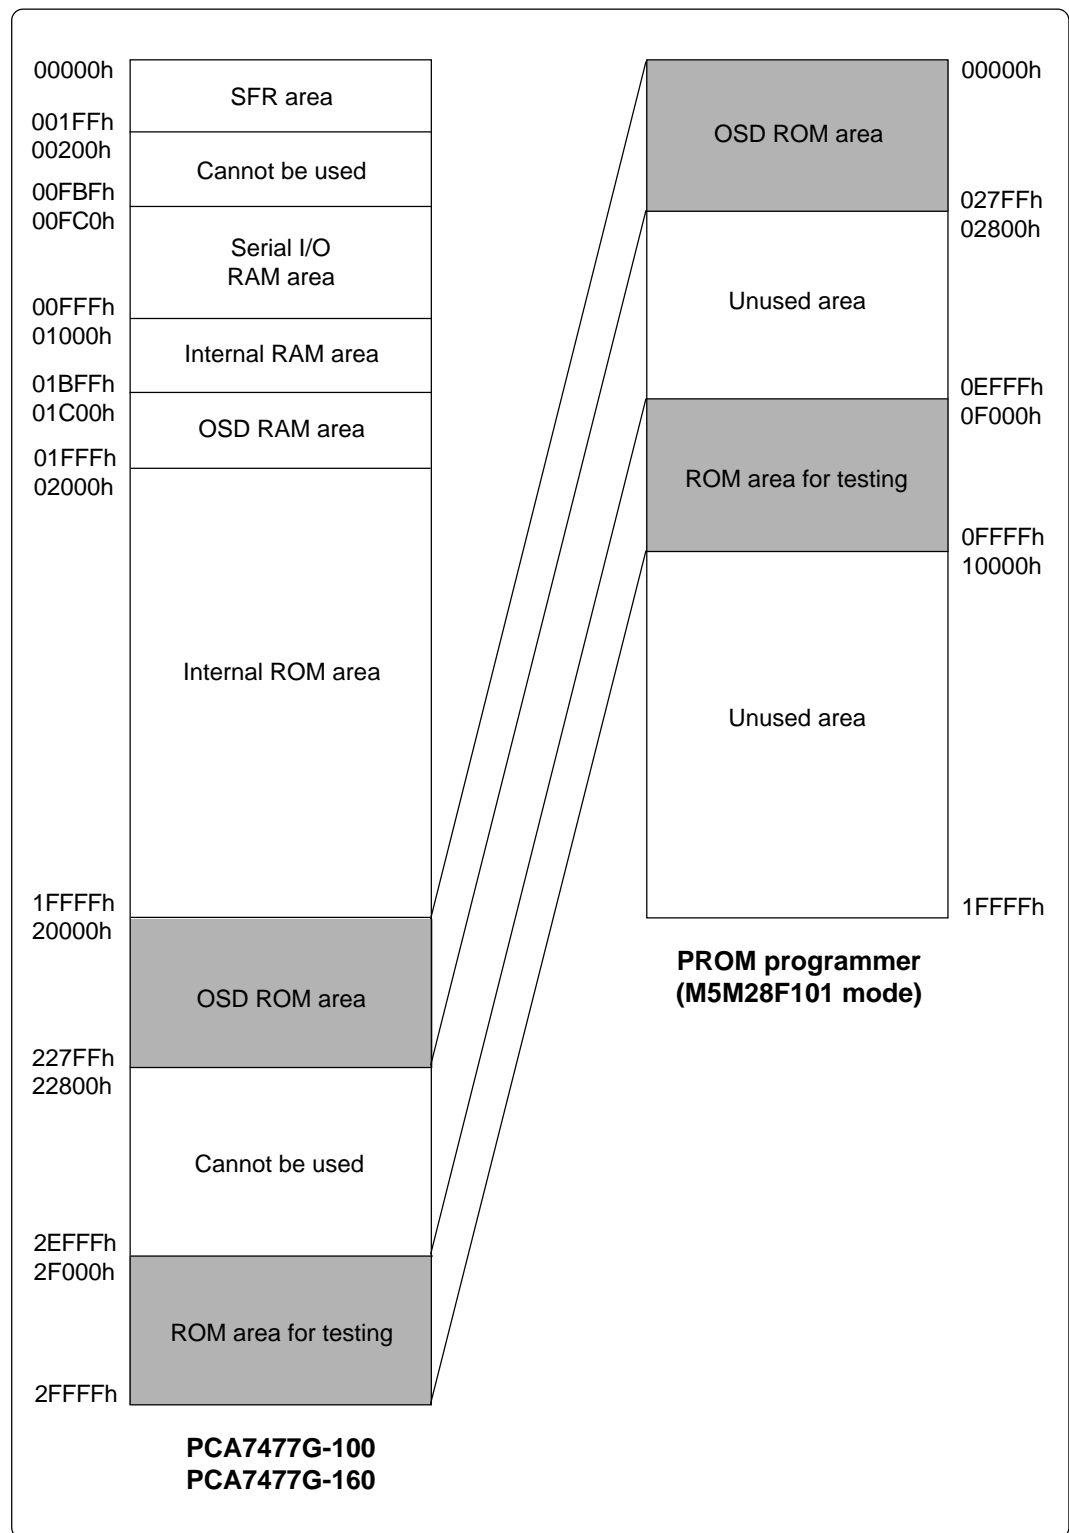 00000h
SFR area
001FFh
00200h
Cannot be used
00FBFh
00FC0h
Serial I/O
RAM area
00FFFh
01000h
Internal RAM area
01BFFh
01C00h
OSD RAM area
01FFFh
02000h
Internal ROM area
1FFFFh
20000h
OSD ROM area
227FFh
22800h
Cannot be used
2EFFFh
2F000h
ROM area for testing
2FFFFh
PCA7477G-100
PCA7477G-160
00000h
OSD ROM area
027FFh
02800h
Unused area
0EFFFh
0F000h
ROM area for testing
0FFFFh
10000h
Unused area
1FFFFh
PROM programmer
(M5M28F101 mode)